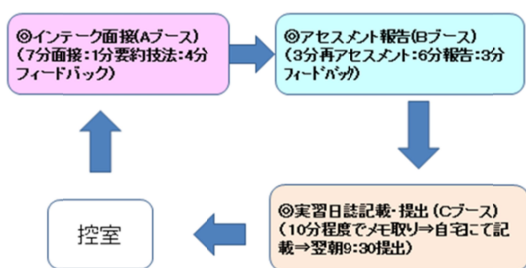 ◎インテーク面接(Aブース)
(7分面接:1分要約技法:4分
フィードバック)
◎アセスメント報告(Bブース)
(3分再アセスメント:6分報告:3分
フィードバック)
◎実習日誌記載・提出(Cブース)
(10分程度でメモ取り⇒自宅にて記
載⇒翌朝9:30提出)
控室